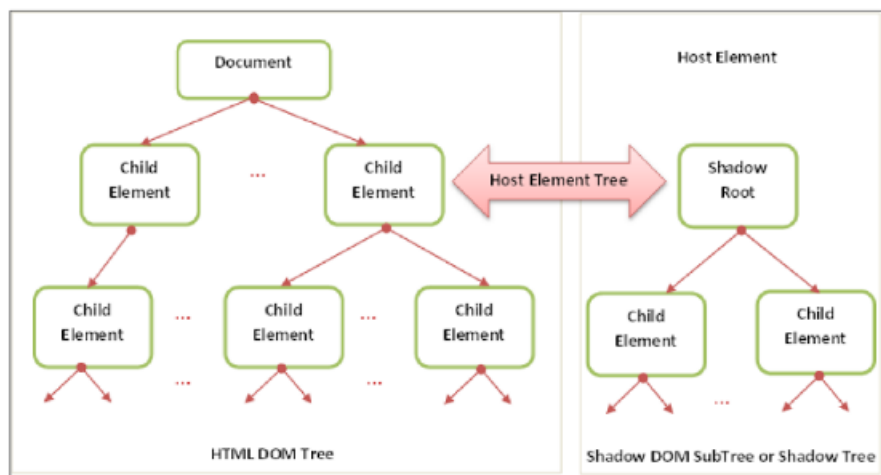 Document
Host Element
Child
Element
...
Child
Element
Host Element Tree
Shadow
Root
Child
Element
...
Child
Element
...
Child
Element
Child
Element
Child
Element
...
...
...
HTML DOM Tree
Shadow DOM SubTree or Shadow Tree